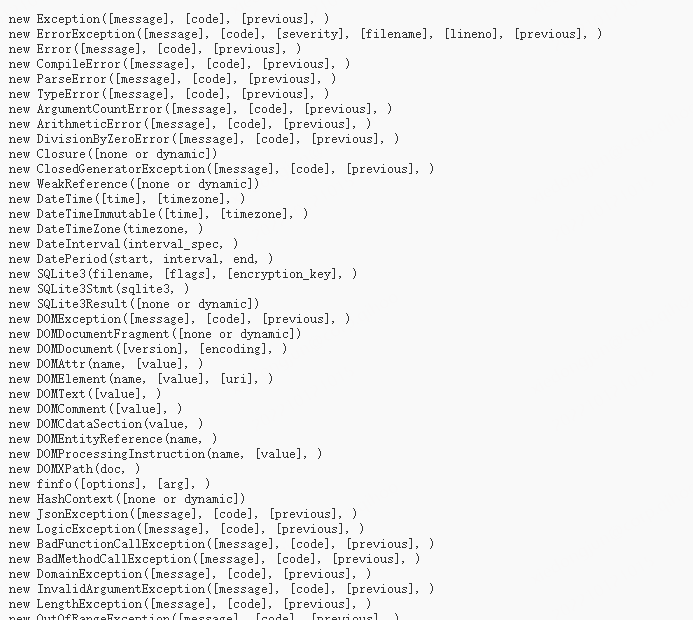 new Exception([message], [code], [previous], )
new ErrorException([message], [code], [severity], [filename], [lineno], [previous], )
new Error([message], [code], [previous], )
new CompileError([message], [code], [previous], )
new ParseError([message], [code], [previous], )
new TypeError([message], [code], [previous], )
new ArgumentCountError([message], [code], [previous], )
new ArithmeticError([message], [code], [previous], )
new DivisionByZeroError([message], [code], [previous], )
new Closure([none or dynamic])
new ClosedGeneratorException([message], [code], [previous], )
new WeakReference([none or dynamic])
new DateTime([time], [timezone], )
new DateTimeImmutable([time], [timezone], )
new DateTimeZone(timezone, )
new DateInterval(interval_spec, )
new DatePeriod(start, interval, end, )
new SQLite3(filename, [flags], [encryption_key], )
new SQLite3Stmt(sqlite3, )
new SQLite3Result([none or dynamic])
new DOMException([message], [code], [previous], )
new DOMDocumentFragment([none or dynamic])
new DOMDocument([version], [encoding], )
new DOMAttr(name, [value], )
new DOMElement(name, [value], [uri], )
new DOMText([value], )
new DOMComment([value], )
new DOMCdataSection(value, )
new DOMEntityReference(name, )
new DOMProcessingInstruction(name, [value], )
new DOMXPath(doc, )
new finfo([options], [arg], )
new HashContext([none or dynamic])
new JsonException([message], [code], [previous], )
new LogicException([message], [code], [previous], )
new BadFunctionCallException([message], [code], [previous], )
new BadMethodCallException([message], [code], [previous], )
new DomainException([message], [code], [previous], )
new InvalidArgumentException([message], [code], [previous], )
new LengthException([message], [code], [previous], )
new OutOfRangeException([message], [code], [previous], )